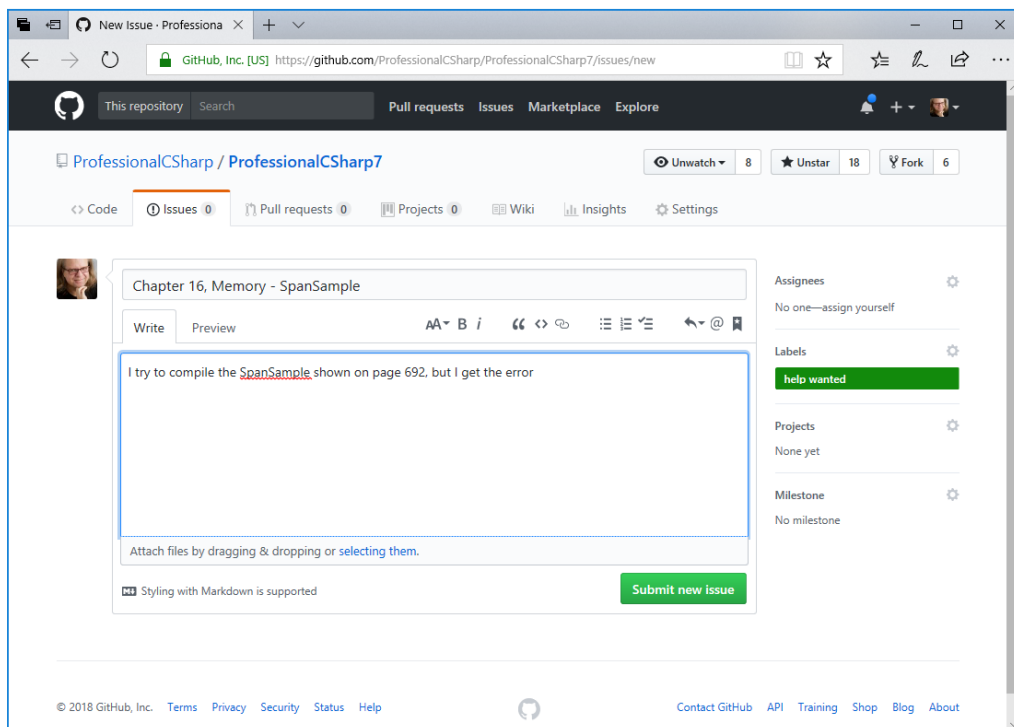 New Issue · Professiona
GitHub, Inc. [US] https://github.com/ProfessionalCSharp/ProfessionalCSharp7/issues/new
This repository Search Pull requests Issues Marketplace Explore
ProfessionalCSharp / ProfessionalCSharp7 Unwatch 8 Unstar 18 Fork 6
Code Issues 0 Pull requests 0 Projects 0 Wiki Insights Settings
Chapter 16, Memory - SpanSample
Write Preview AA B i
I try to compile the SpanSample shown on page 692, but I get the error
Attach files by dragging & dropping or selecting them.
Styling with Markdown is supported
Submit new issue
Assignees
No one—assign yourself
Labels
help wanted
Projects
None yet
Milestone
No milestone
© 2018 GitHub, Inc. Terms Privacy Security Status Help Contact GitHub API Training Shop Blog About